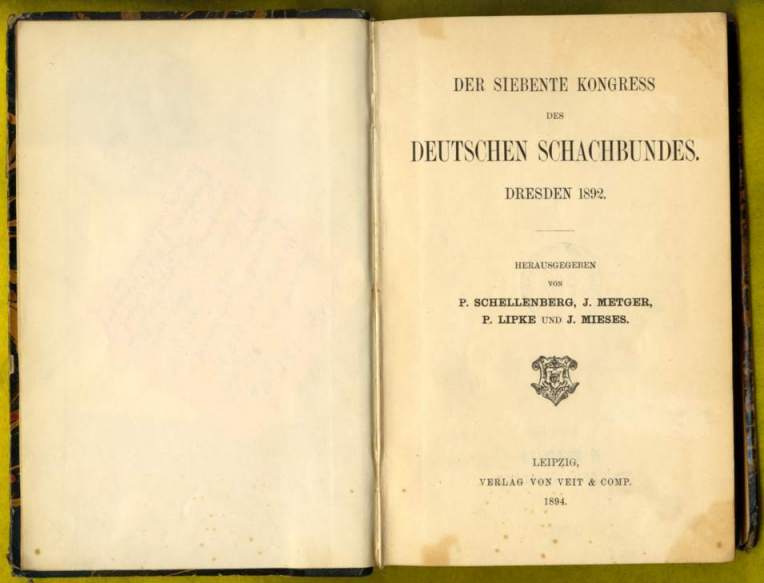 DER SIEBENTE KONGRESS
DES
DEUTSCHEN SCHACHBUNDES.
DRESDEN 1892.
HERAUSGEGEBEN
VON
P. SCHELLENBERG, J. METGER,
P. LIPKE UND J. MIESES.
LEIPZIG,
VERLAG VON VEIT & COMP.
1894.